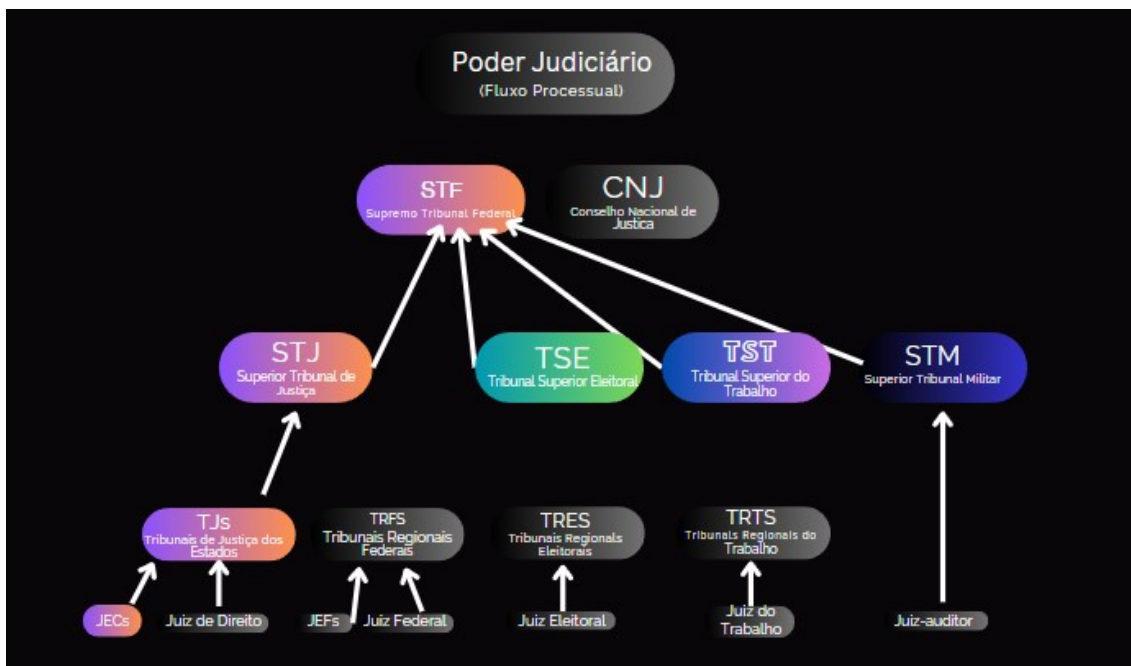 Poder Judiciário
(Fluxo Processual)
STF
Supremo Tribunal Federal
CNJ
Conselho Nacional de
Justica
STJ
Superior Tribunal de
Justiça
TSE
Tribunal Superior Eleitoral
TST
Tribunal Superior do
Trabalho
STM
Superior Tribunal Militar
TJs
Tribunais de Justiça dos
Estados
TRFS
Tribunais Regionais
Federais
TRES
Tribunais Regionals
Eleitorais
TRTS
Tribunals Regionais do
Trabalho
JECs
Juiz de Direito
JEFs
Juiz Federal
Juiz Eleitoral
Juiz do
Trabalho
Juiz-auditor